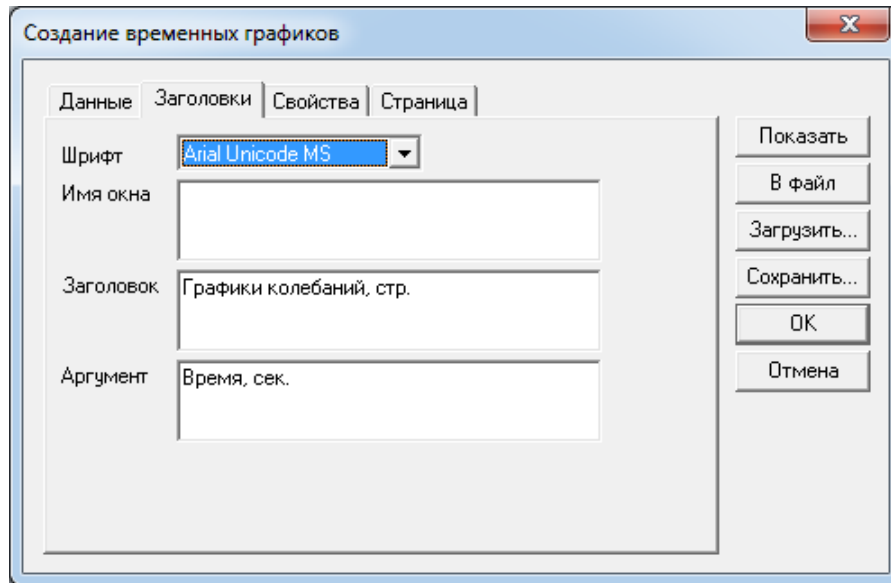 Создание временных графиков
Данные Заголовки Свойства Страница
Шрифт Arial Unicode MS
Имя окна
Заголовок Графики колебаний, стр.
Аргумент Время, сек.
Показать
В файл
Загрузить...
Сохранить...
OK
Отмена